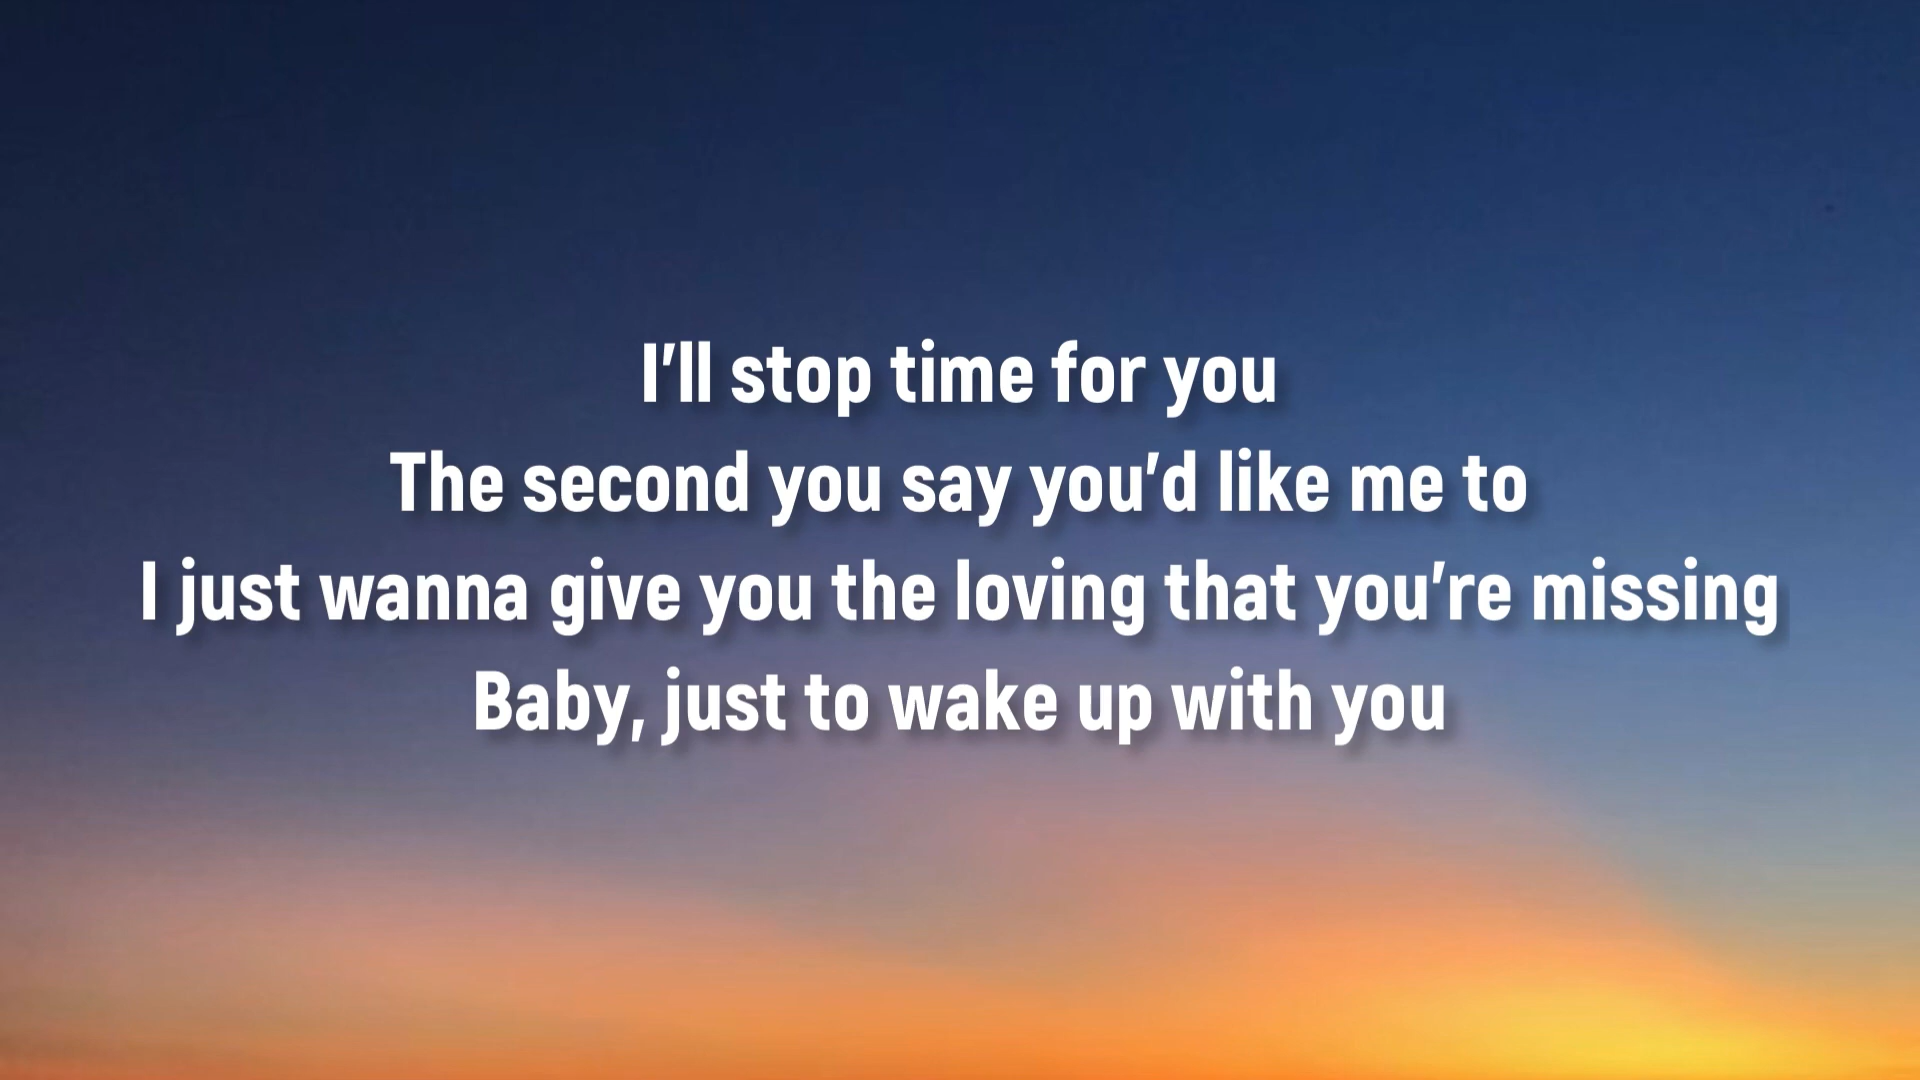 I’ll stop time for you
The second you say you’d like me to
I just wanna give you the loving that you’re missing
Baby, just to wake up with you